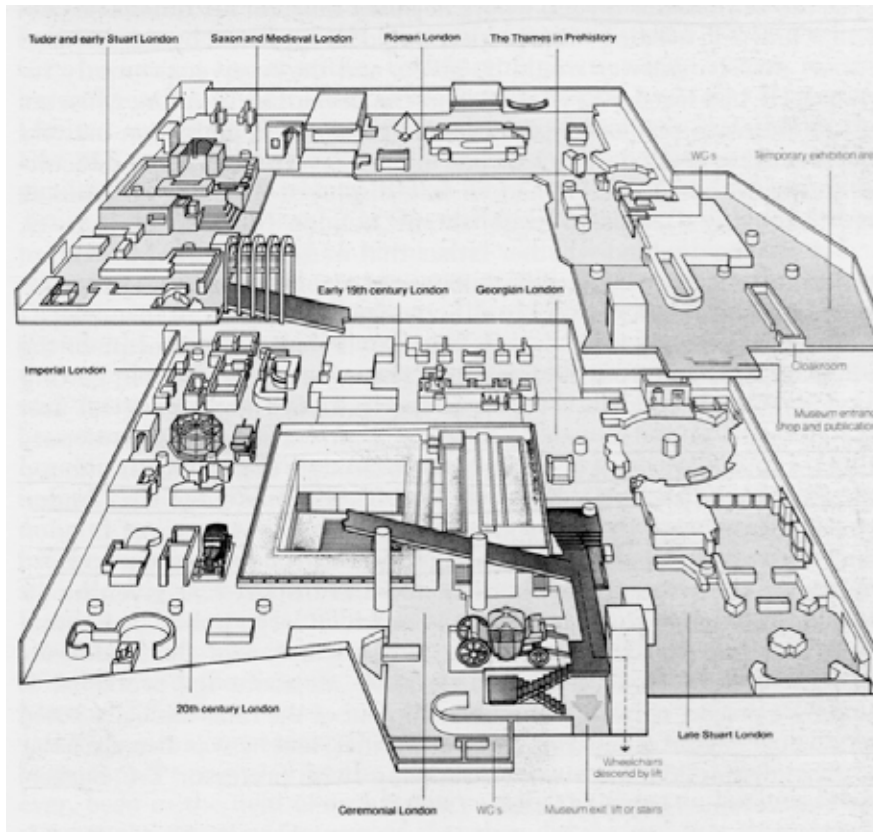 Tudor and early Stuart London
Saxon and Medieval London
Roman London
The Thames in Prehistory
WC·s
Temporary exhibition are
Early 19th century London
Georgian London
Imperial London
Cloakroom
Museum entranc
shop and publication
20th century London
Late Stuart London
Wheelchairs
descend by lift
Ceremonial London
WC·s
Museum exit lift or stairs